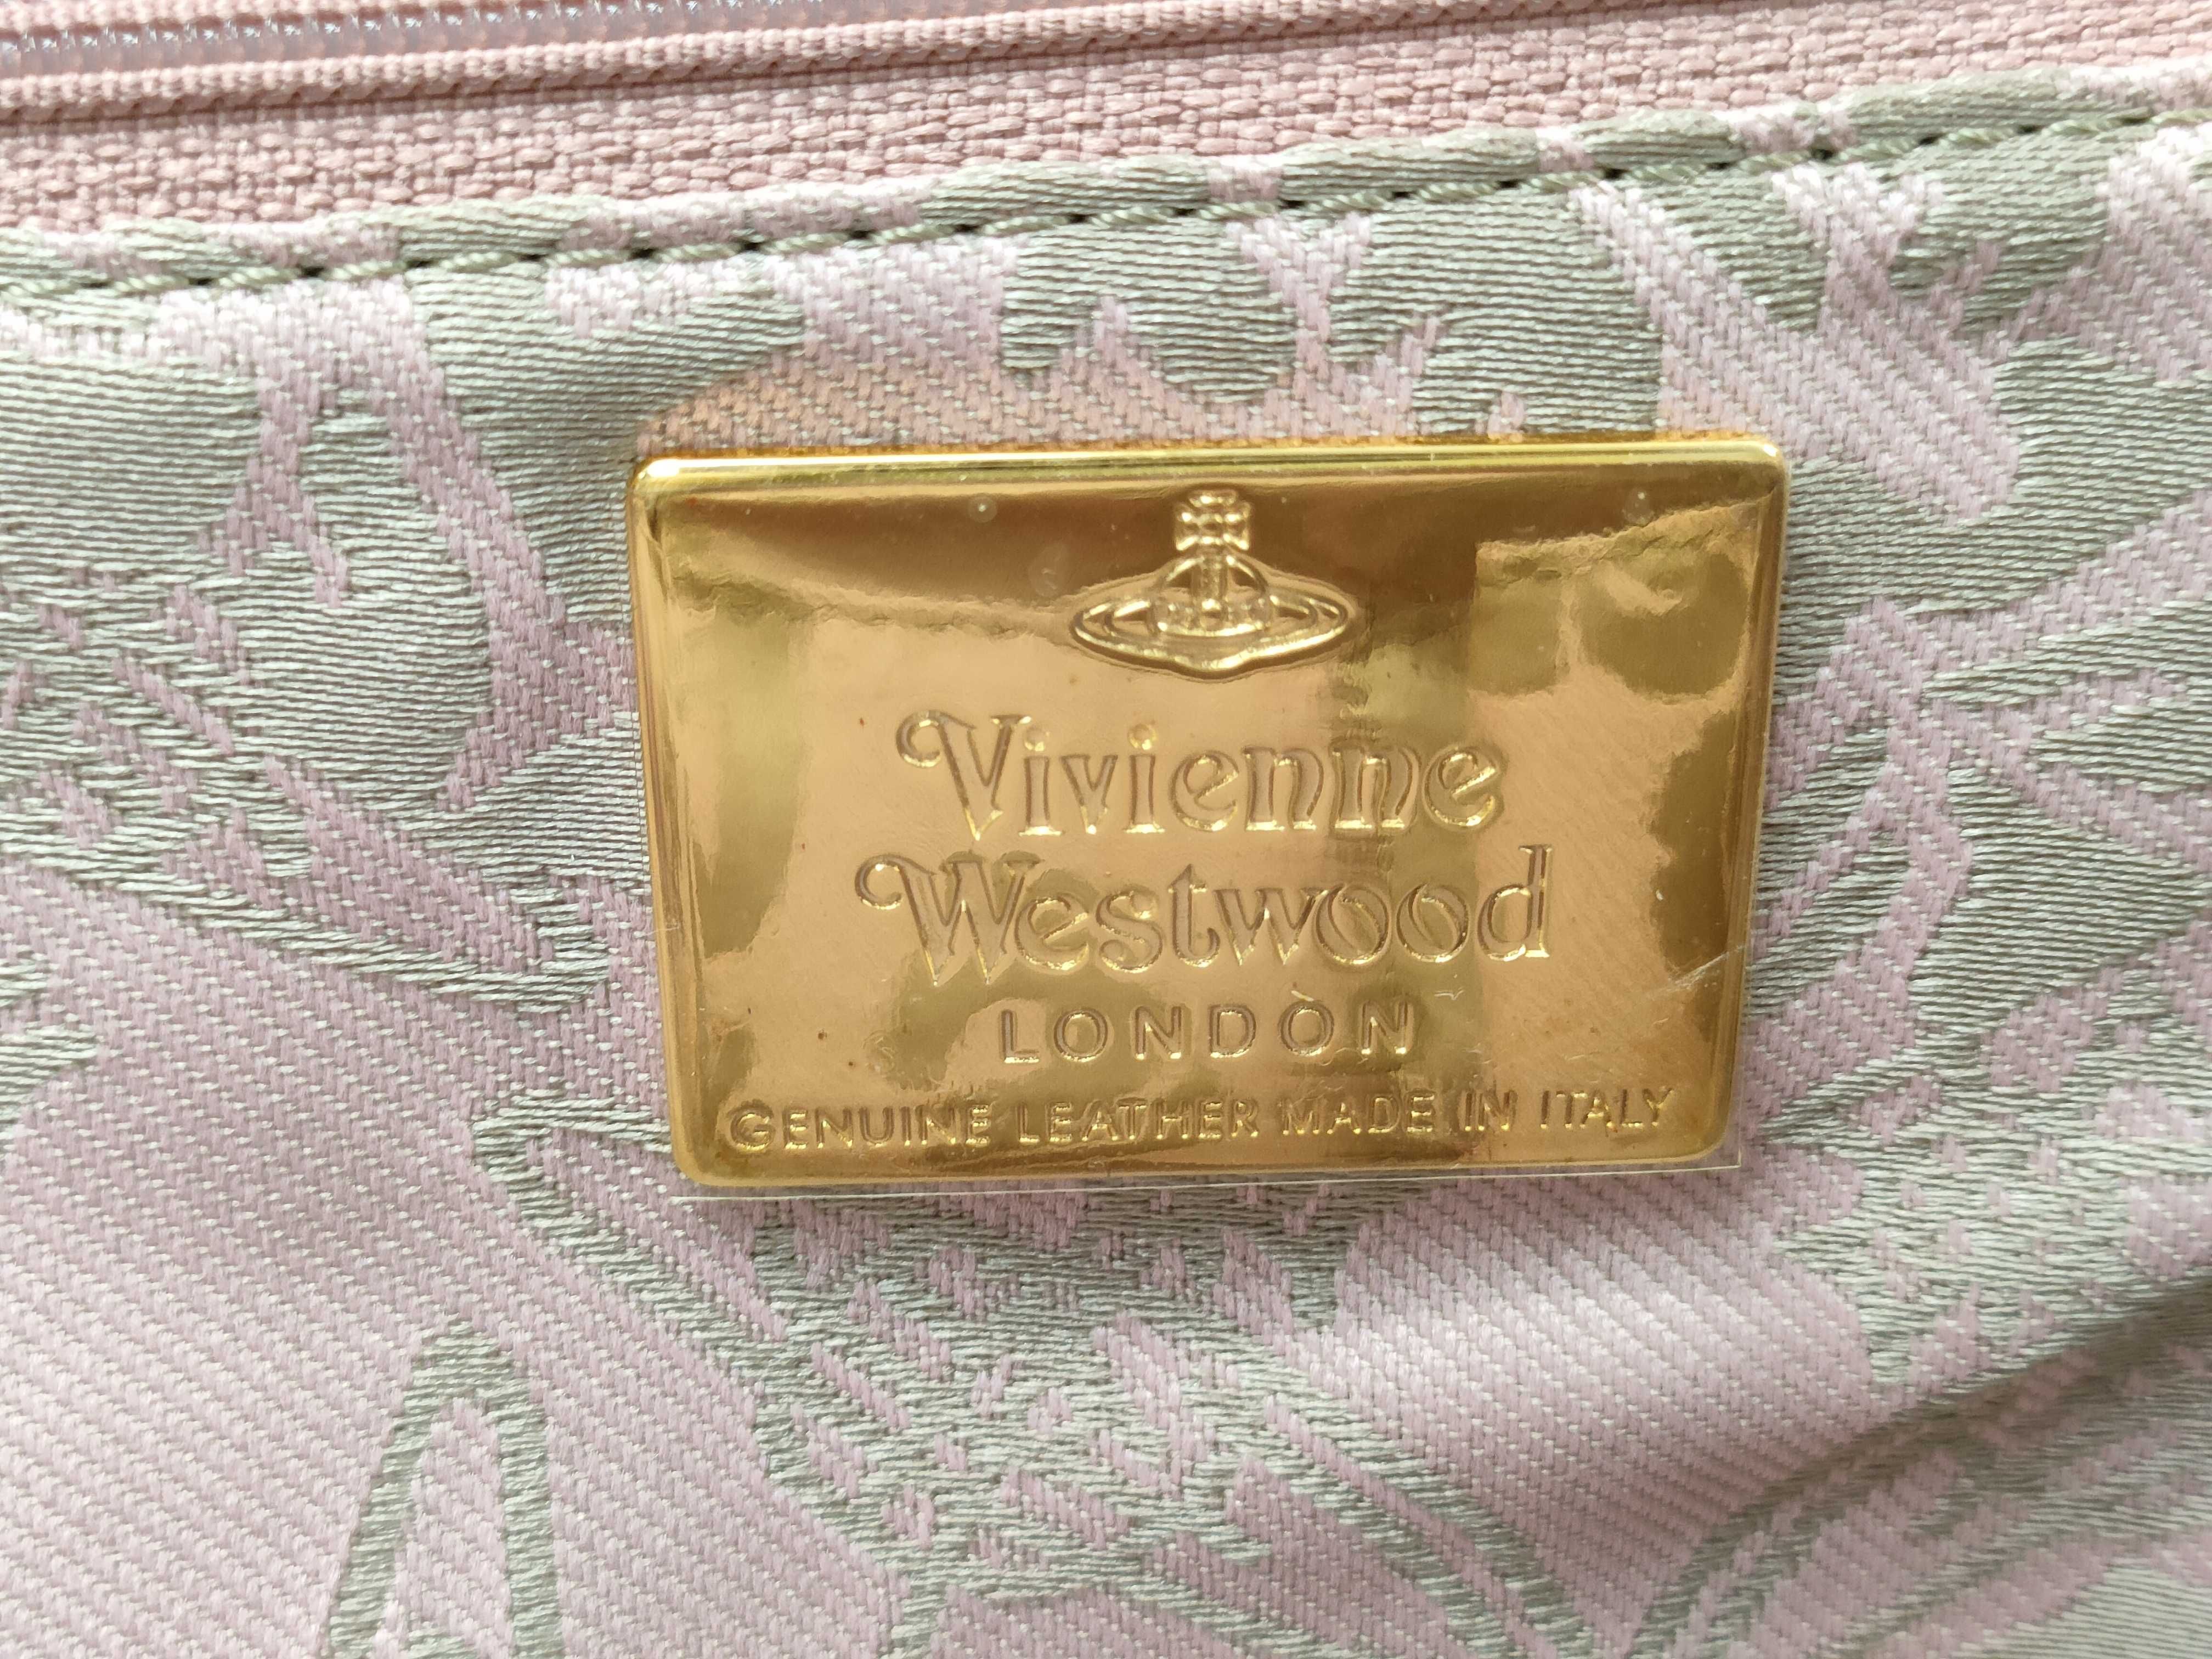 Vivienne
Westwood
LONDÒN
GENUINE LEATHER MADE IN ITALY